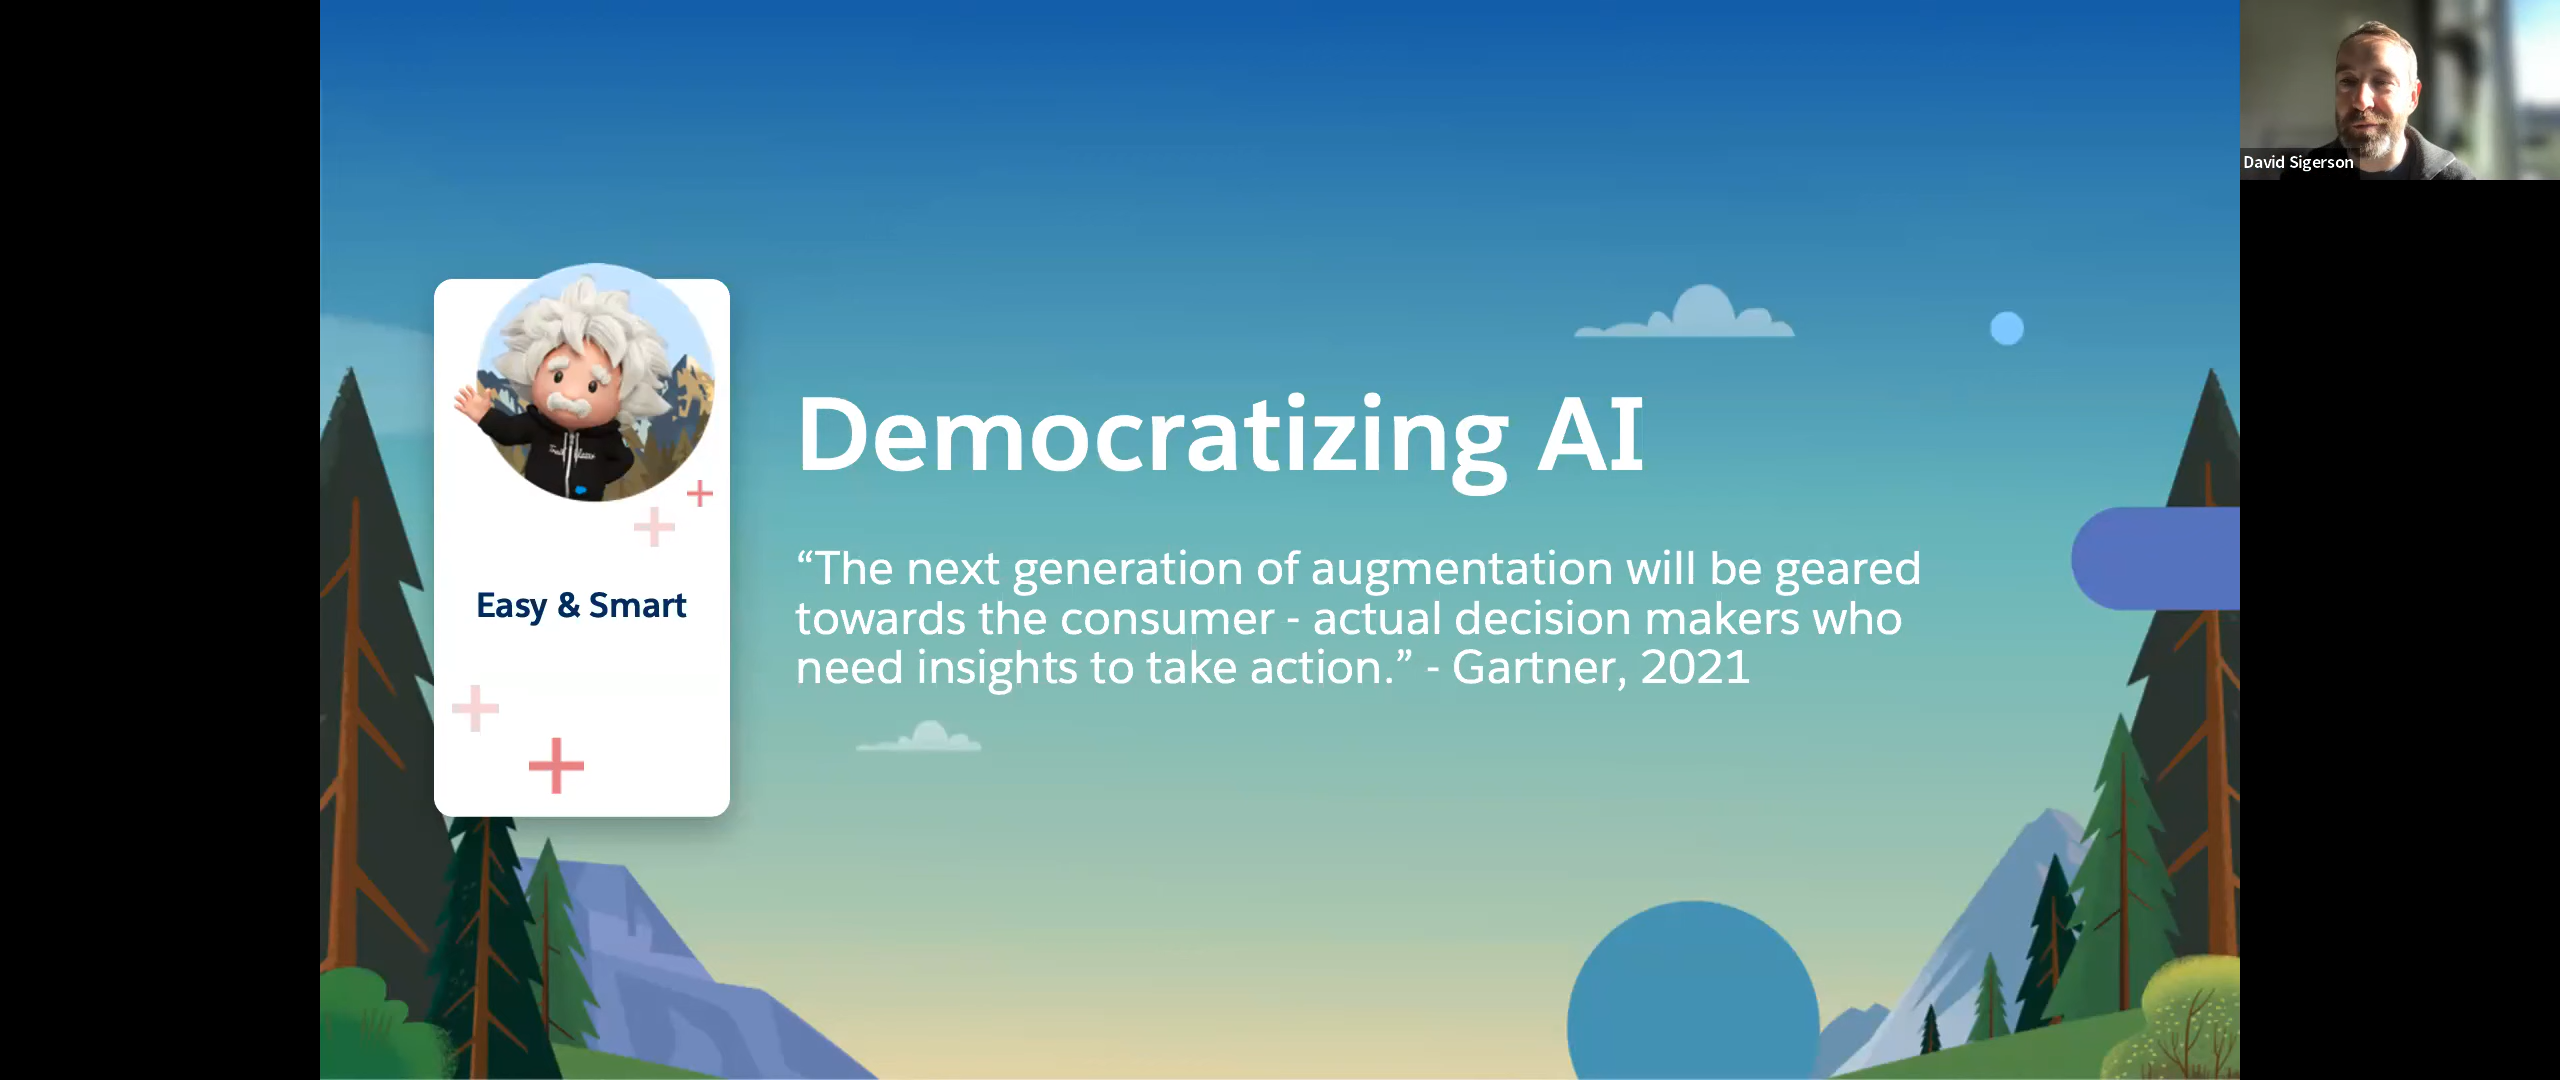 David Sigerson
Easy & Smart
Democratizing AI
“The next generation of augmentation will be geared
towards the consumer - actual decision makers who
need insights to take action.” - Gartner, 2021